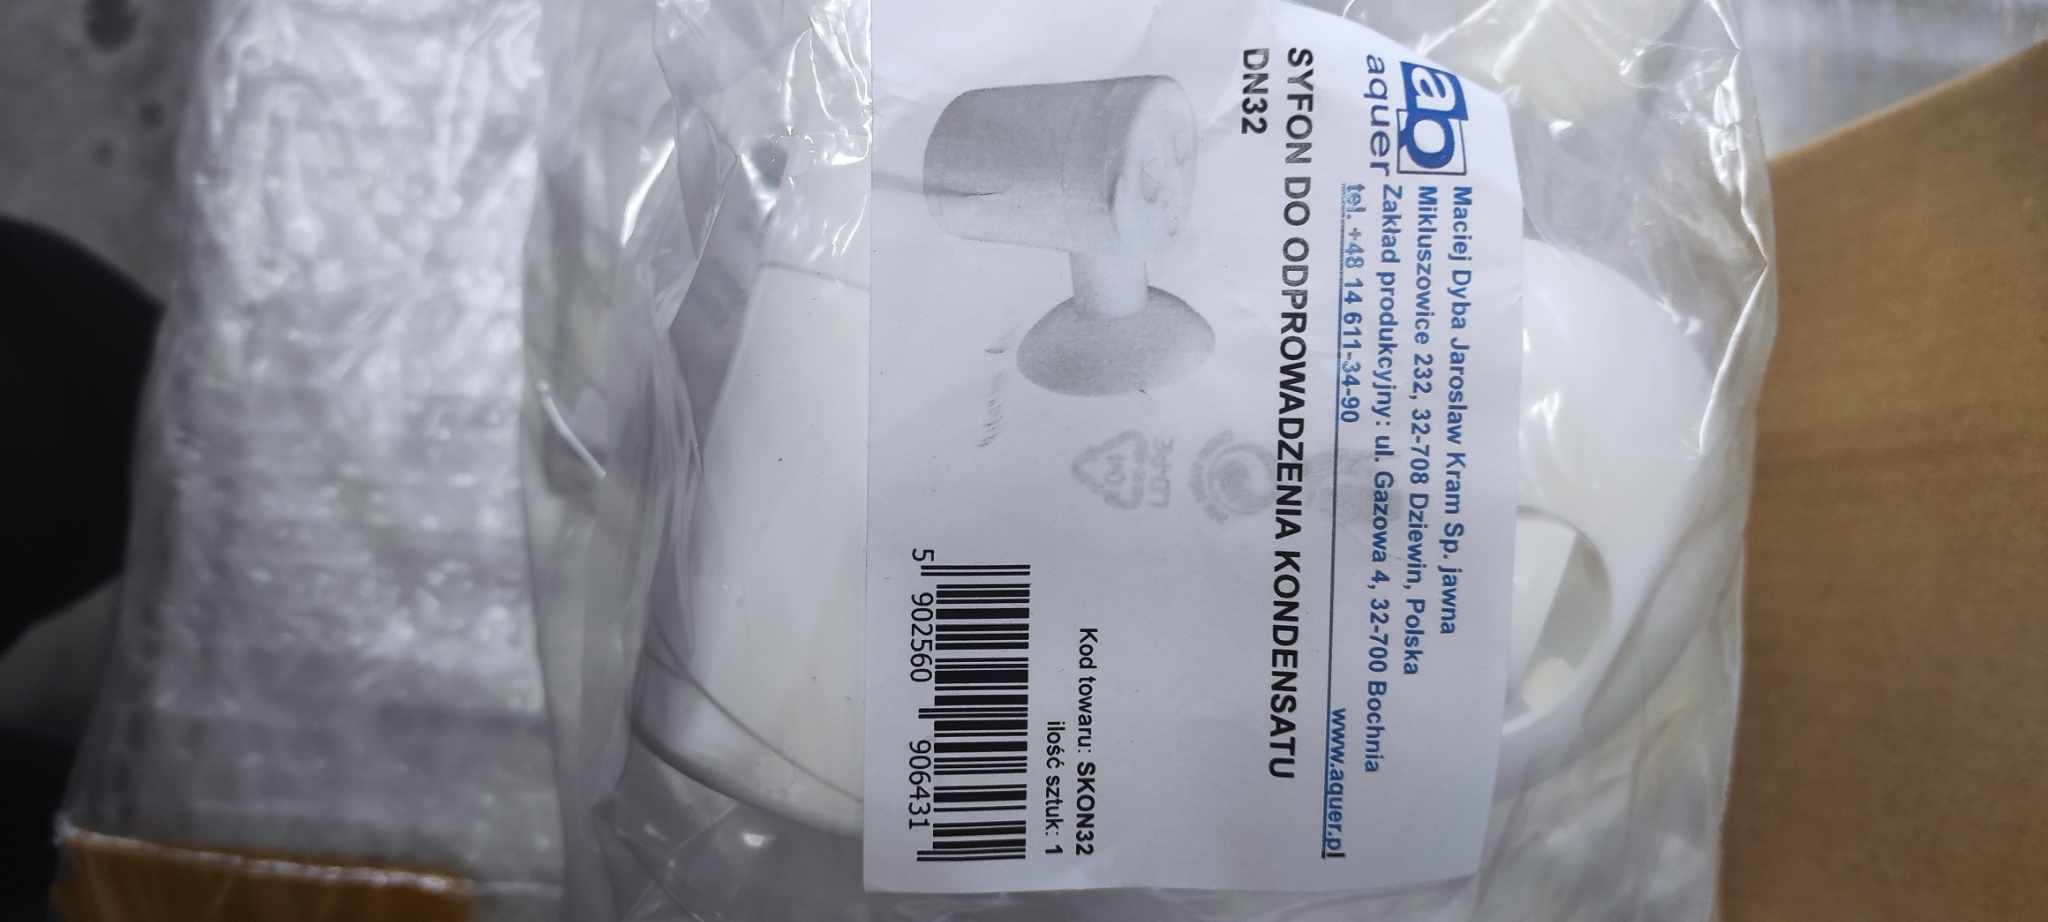 ab
aquer
Maciej Dyba Jarosław Kram Sp. jawna
Mikluszowice 232, 32-708 Dziewin, Polska
Zakład produkcyjny: ul. Gazowa 4, 32-700 Bochnia
tel. +48 14 611-34-90 www.aquer.pl
SYFON DO ODPROWADZENIA KONDENSATU
DN32
Kod towaru: SKON32
ilość sztuk: 1
5 902560 906431